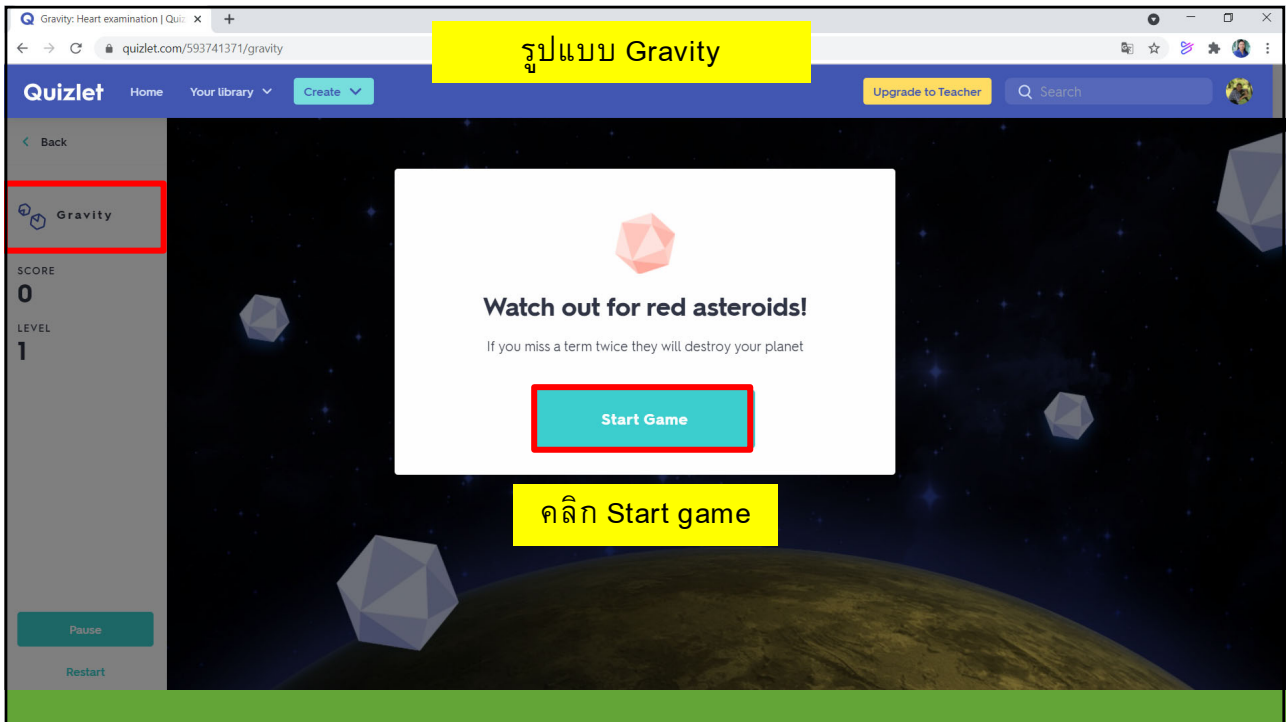 Gravity: Heart examination | Quiz
quizlet.com/593741371/gravity
รูปแบบ Gravity
Quizlet Home Your library Create Upgrade to Teacher Search
Back
Gravity
SCORE
0
LEVEL
1
Watch out for red asteroids!
If you miss a term twice they will destroy your planet
Start Game
คลิก Start game
Pause
Restart